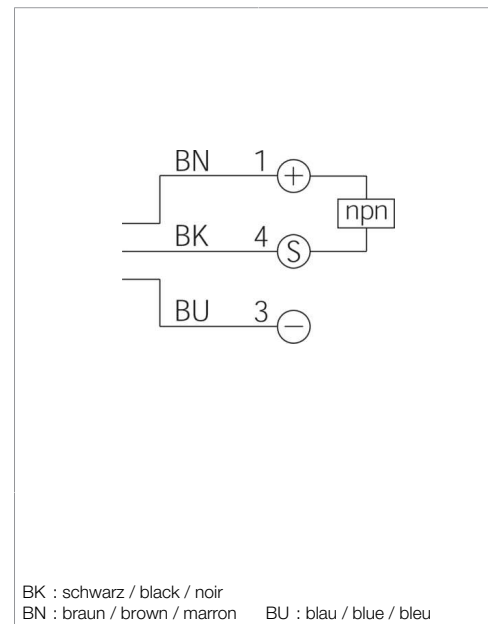 BN 1 +
npn
BK 4 S
BU 3 −
BK : schwarz / black / noir
BN : braun / brown / marron BU : blau / blue / bleu